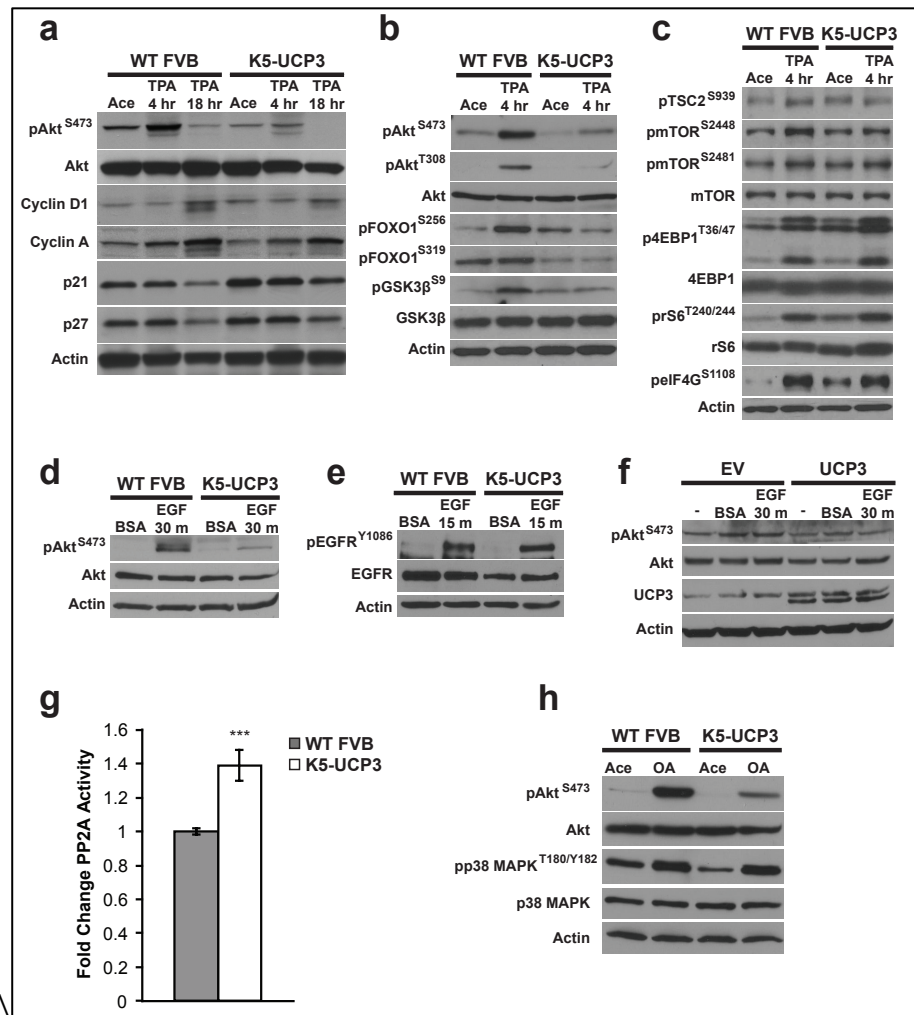 a
WT FVB K5-UCP3
Ace TPA 4 hr TPA 18 hr Ace TPA 4 hr TPA 18 hr
pAkt^S473
Akt
Cyclin D1
Cyclin A
p21
p27
Actin
b
WT FVB K5-UCP3
Ace TPA 4 hr Ace TPA 4 hr
pAkt^S473
pAkt^T308
Akt
pFOXO1^S256
pFOXO1^S319
pGSK3β^S9
GSK3β
Actin
c
WT FVB K5-UCP3
Ace TPA 4 hr Ace TPA 4 hr
pTSC2^S939
pmTOR^S2448
pmTOR^S2481
mTOR
p4EBP1^T36/47
4EBP1
prS6^T240/244
rS6
peIF4G^S1108
Actin
d
WT FVB K5-UCP3
BSA EGF 30 m BSA EGF 30 m
pAkt^S473
Akt
Actin
e
WT FVB K5-UCP3
BSA EGF 15 m BSA EGF 15 m
pEGFR^Y1086
EGFR
Actin
f
EV UCP3
- BSA EGF 30 m - BSA EGF 30 m
pAkt^S473
Akt
UCP3
Actin
g
Fold Change PP2A Activity
1.6
1.4
1.2
1
0.8
0.6
0.4
0.2
0
***
WT FVB
K5-UCP3
h
WT FVB K5-UCP3
Ace OA Ace OA
pAkt^S473
Akt
pp38 MAPK^T180/Y182
p38 MAPK
Actin